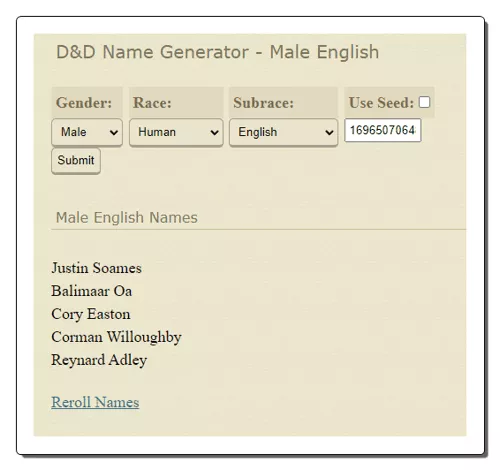 D&D Name Generator - Male English
Gender: Race: Subrace: Use Seed:
Male Human English 1696507064
Submit
Male English Names
Justin Soames
Balimaar Oa
Cory Easton
Corman Willoughby
Reynard Adley
Reroll Names